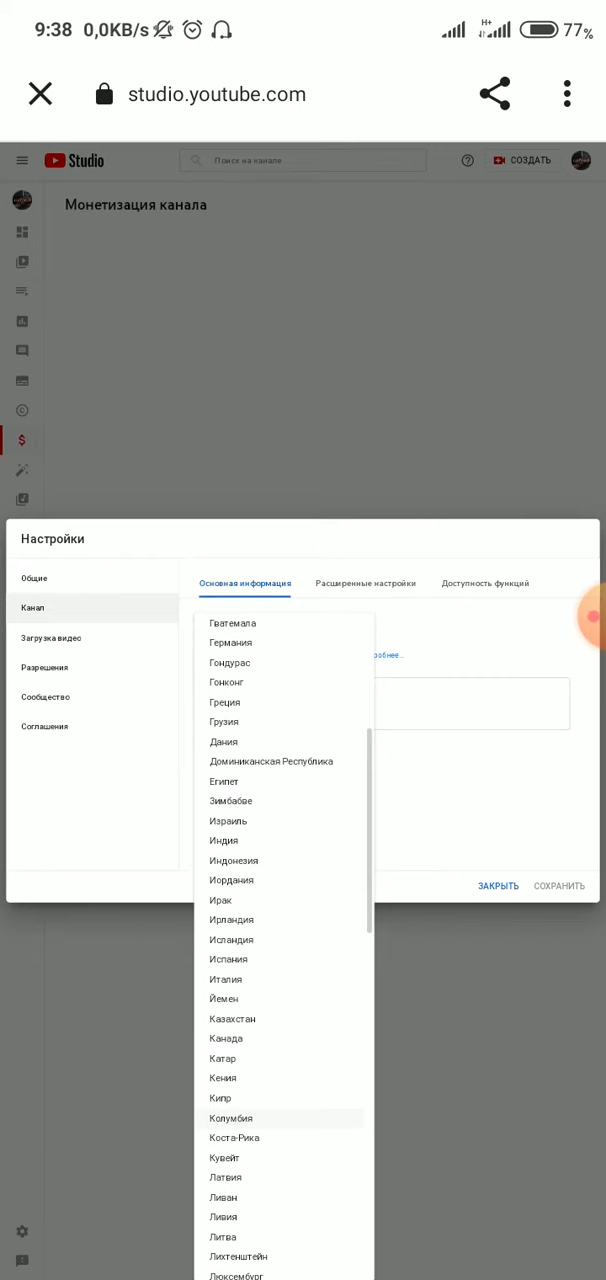 9:38 0,0KB/s H+ 77%
studio.youtube.com
Studio
Поиск на канале
СОЗДАТЬ
Монетизация канала
Настройки
Общие
Канал
Загрузка видео
Разрешения
Сообщество
Соглашения
Основная информация Расширенные настройки Доступность функций
робнее…
Гватемала
Германия
Гондурас
Гонконг
Греция
Грузия
Дания
Доминиканская Республика
Египет
Зимбабве
Израиль
Индия
Индонезия
Иордания
Ирак
Ирландия
Исландия
Испания
Италия
Йемен
Казахстан
Канада
Катар
Кения
Кипр
Колумбия
Коста-Рика
Кувейт
Латвия
Ливан
Ливия
Литва
Лихтенштейн
Люксембург
ЗАКРЫТЬ СОХРАНИТЬ